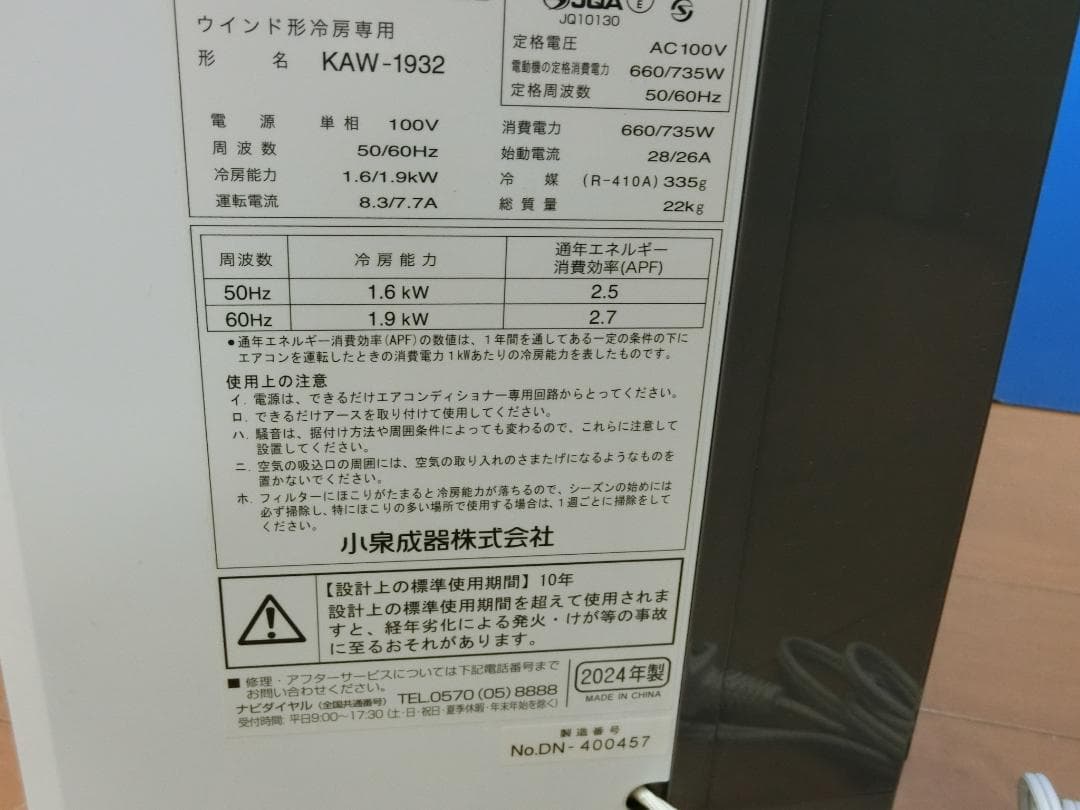 ウインド形冷房専用
形 名 KAW-1932
JQA E S
JQ10130
定格電圧 AC100V
電動機の定格消費電力 660/735W
定格周波数 50/60Hz
電源 単相 100V
周波数 50/60Hz
冷房能力 1.6/1.9kW
運転電流 8.3/7.7A
消費電力 660/735W
始動電流 28/26A
冷媒 (R-410A) 335g
総質量 22kg
周波数 冷房能力 通年エネルギー
消費効率(APF)
50Hz 1.6 kW 2.5
60Hz 1.9 kW 2.7
●通年エネルギー消費効率(APF)の数値は、1年間を通してある一定の条件の下に
エアコンを運転したときの消費電力1kWあたりの冷房能力を表したものです。
使用上の注意
イ. 電源は、できるだけエアコンディショナー専用回路からとってください。
ロ. できるだけアースを取り付けて使用してください。
ハ. 騒音は、据付け方法や周囲条件によっても変わるので、これらに注意して
設置してください。
ニ. 空気の吸込口の周囲には、空気の取り入れのさまたげになるようなものを
置かないでください。
ホ. フィルターにほこりがたまると冷房能力が落ちるので、シーズンの始めには
必ず掃除し、特にほこりの多い場所で使用する場合は、1週ごとに掃除をして
ください。
小泉成器株式会社
【設計上の標準使用期間】10年
設計上の標準使用期間を超えて使用されま
すと、経年劣化による発火・けが等の事故
に至るおそれがあります。
■修理・アフターサービスについては下記電話番号まで
お問い合わせください。
ナビダイヤル(全国共通番号) TEL0570(05)8888
受付時間:平日9:00〜17:30(土・日・祝日・夏季休暇・年末年始を除く)
2024年製
MADE IN CHINA
製造番号
No.DN-400457